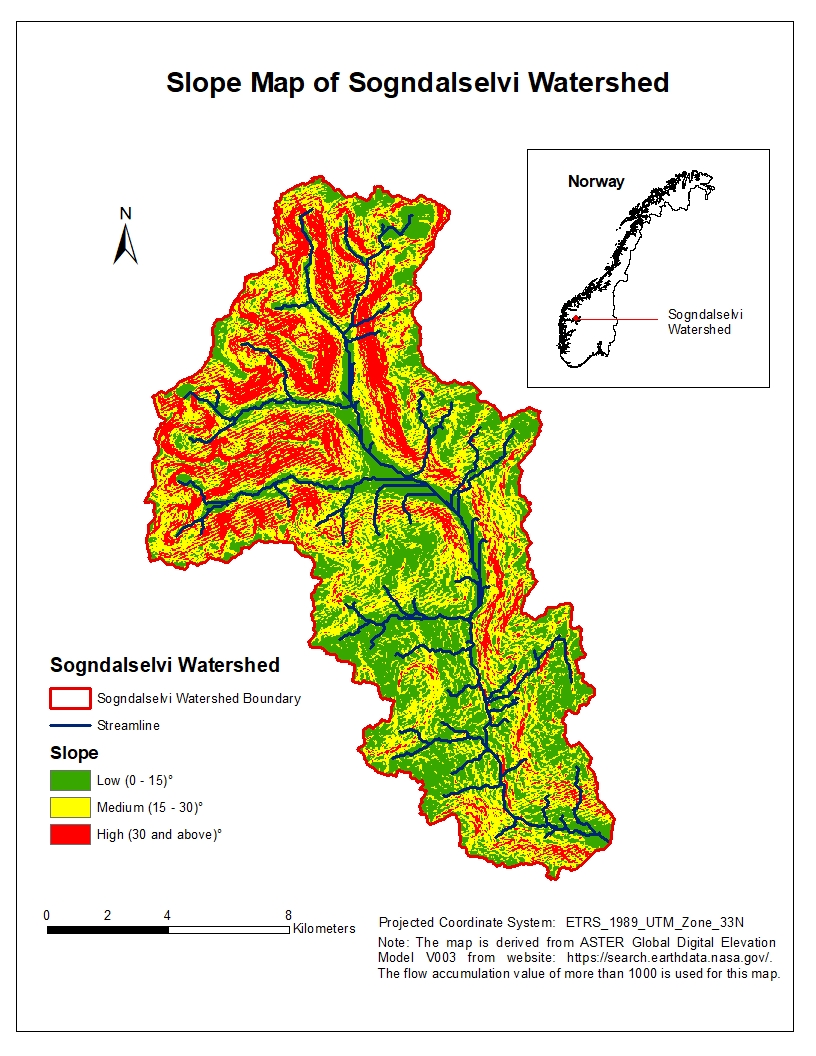 Slope Map of Sogndalselvi Watershed
Norway
N
Sogndalselvi
Watershed
Sogndalselvi Watershed
Sogndalselvi Watershed Boundary
Streamline
Slope
Low (0 - 15)°
Medium (15 - 30)°
High (30 and above)°
0 2 4 8
Kilometers
Projected Coordinate System: ETRS_1989_UTM_Zone_33N
Note: The map is derived from ASTER Global Digital Elevation
Model V003 from website: https://search.earthdata.nasa.gov/.
The flow accumulation value of more than 1000 is used for this map.